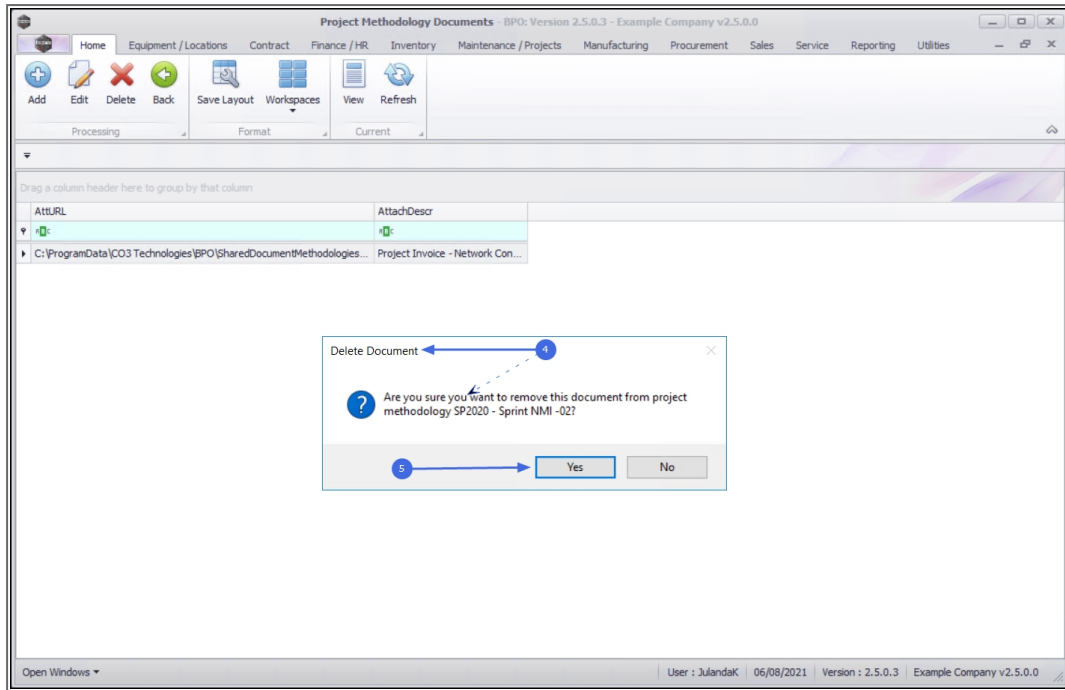 Project Methodology Documents - BPO: Version 2.5.0.3 - Example Company v2.5.0.0
Home Equipment / Locations Contract Finance / HR Inventory Maintenance / Projects Manufacturing Procurement Sales Service Reporting Utilities
Add Edit Delete Back Save Layout Workspaces View Refresh
Processing Format Current
Drag a column header here to group by that column
AttURL AttachDescr
C:\ProgramData\CO3 Technologies\BPO\SharedDocumentMethodologies... Project Invoice - Network Con...
Delete Document 4
Are you sure you want to remove this document from project
methodology SP2020 - Sprint NMI -02?
5 Yes No
Open Windows User : JulandaK 06/08/2021 Version : 2.5.0.3 Example Company v2.5.0.0